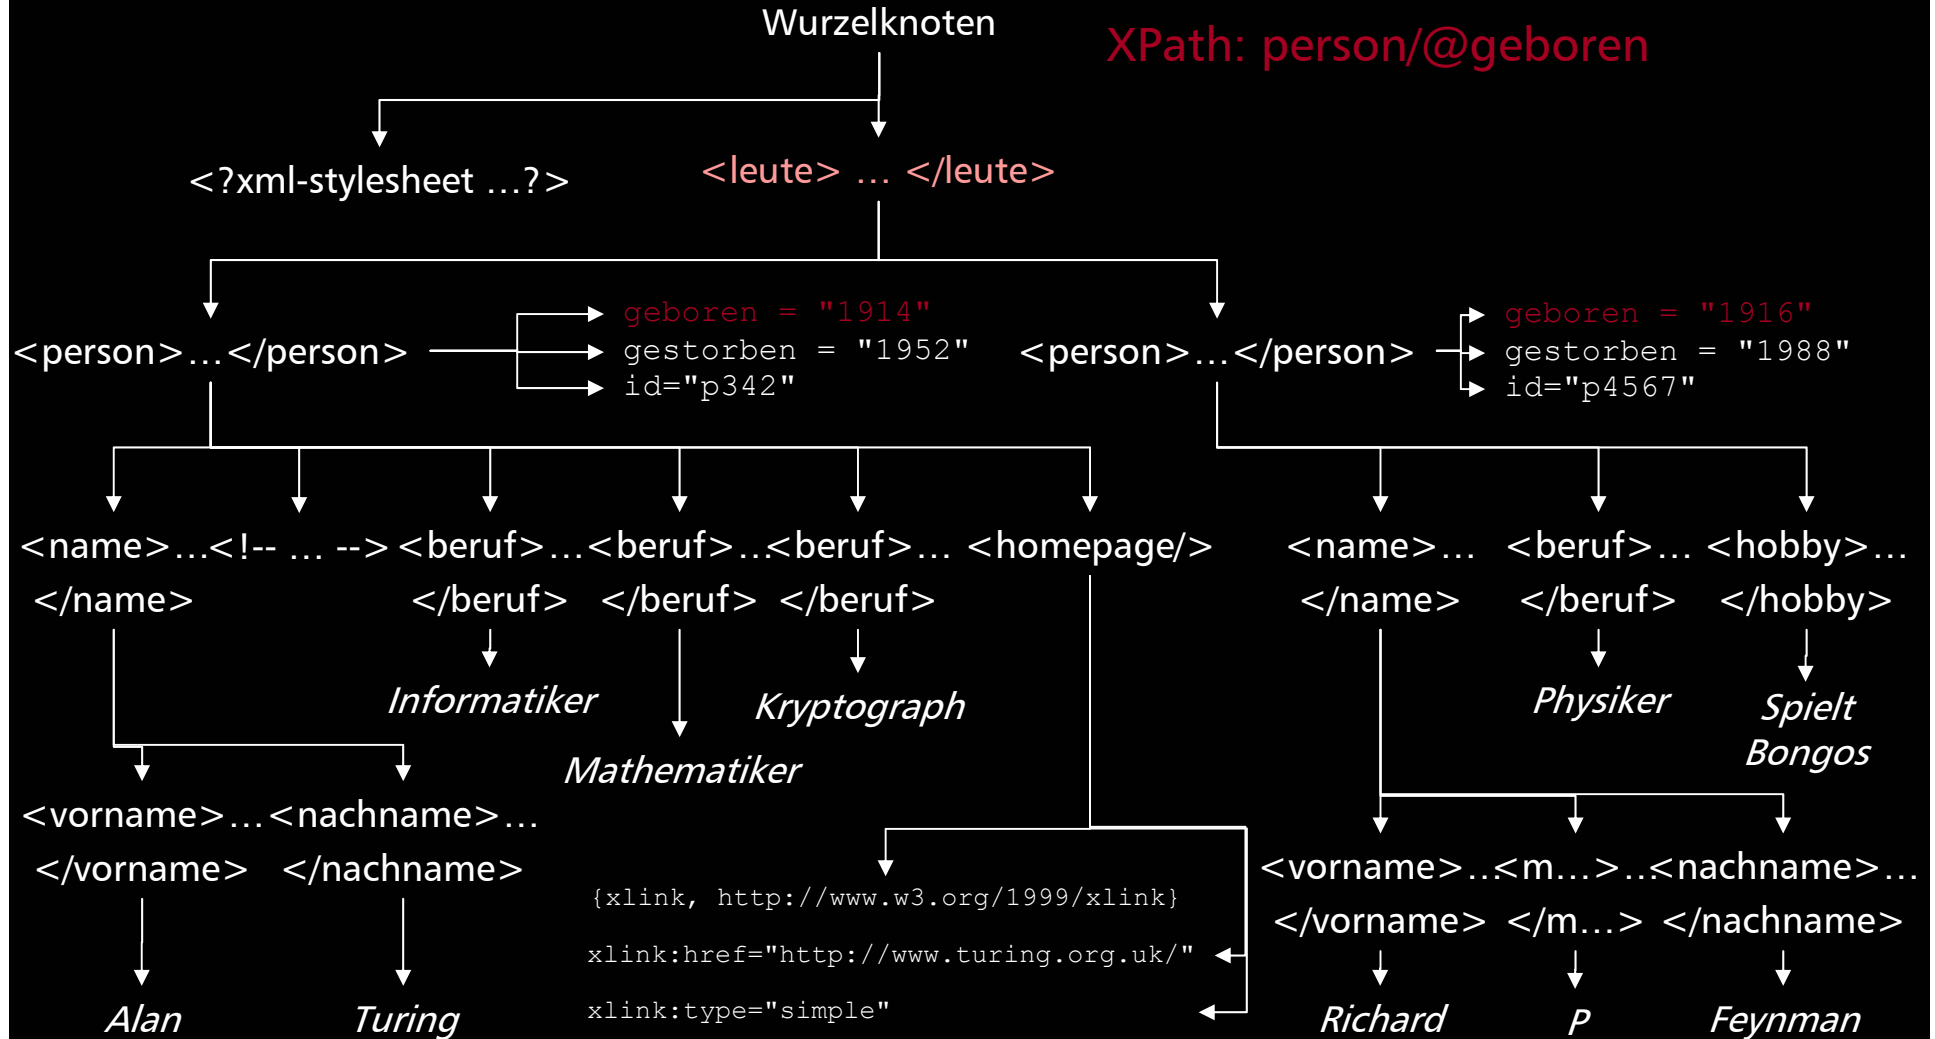 Wurzelknoten
XPath: person/@geboren
<?xml-stylesheet …?>
<leute> … </leute>
<person>…</person>
geboren = "1914"
gestorben = "1952"
id="p342"
<person>…</person>
geboren = "1916"
gestorben = "1988"
id="p4567"
<name>…
</name>
<!-- … -->
<beruf>…
</beruf>
<beruf>…
</beruf>
<beruf>…
</beruf>
<homepage/>
<name>…
</name>
<beruf>…
</beruf>
<hobby>…
</hobby>
Informatiker
Mathematiker
Kryptograph
Physiker
Spielt
Bongos
<vorname>…
</vorname>
<nachname>…
</nachname>
{xlink, http://www.w3.org/1999/xlink}
xlink:href="http://www.turing.org.uk/"
xlink:type="simple"
<vorname>…
</vorname>
<m…>…
</m…>
<nachname>…
</nachname>
Alan
Turing
Richard
P
Feynman